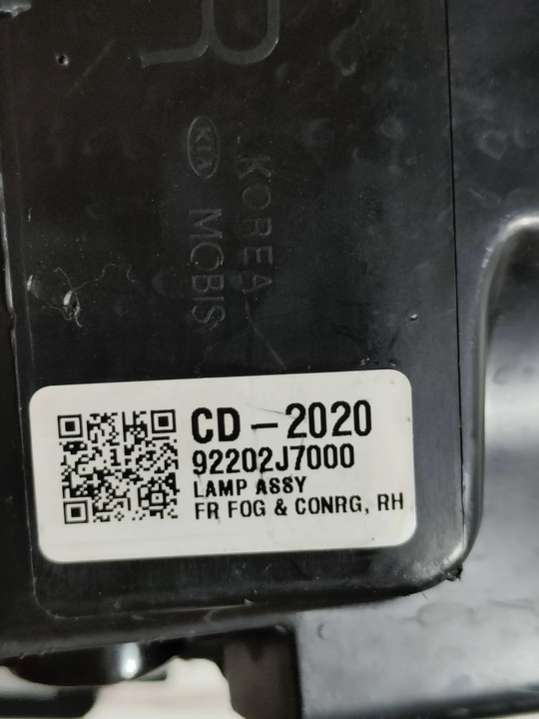 R
KIA
KOREA
MOBIS
CD-2020
92202J7000
LAMP ASSY
FR FOG & CONRG, RH